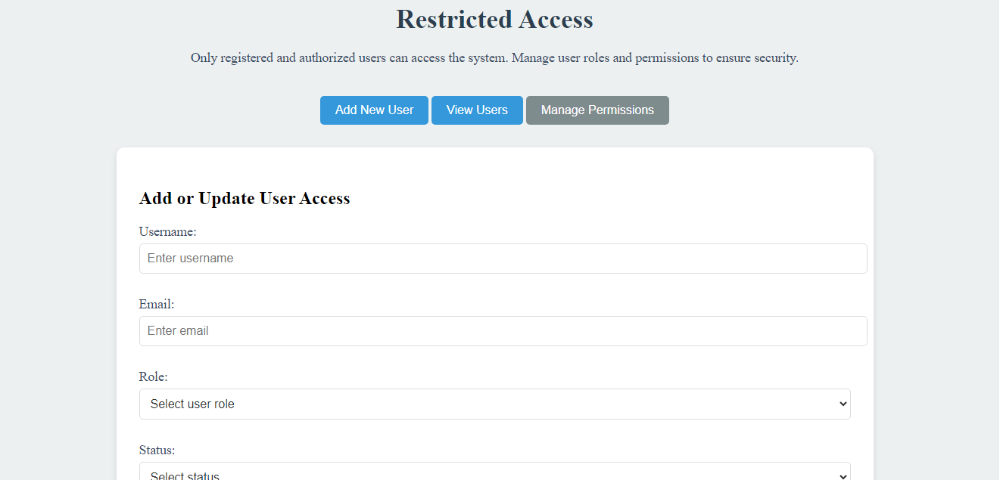 Restricted Access
Only registered and authorized users can access the system. Manage user roles and permissions to ensure security.
Add New User View Users Manage Permissions
Add or Update User Access
Username:
Enter username
Email:
Enter email
Role:
Select user role
Status:
Select status